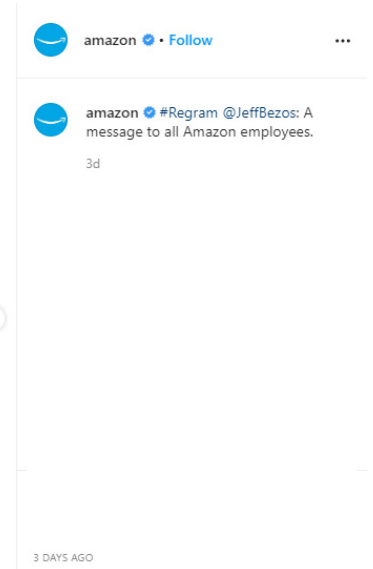 amazon • Follow
amazon #Regram @JeffBezos: A
message to all Amazon employees.
3d
3 DAYS AGO